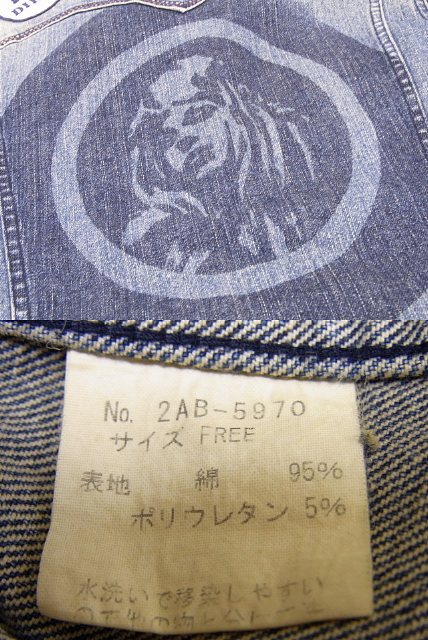 No. 2AB-5970
サイズ FREE
表地 綿 95%
ポリウレタン 5%
水洗いで移染しやすい